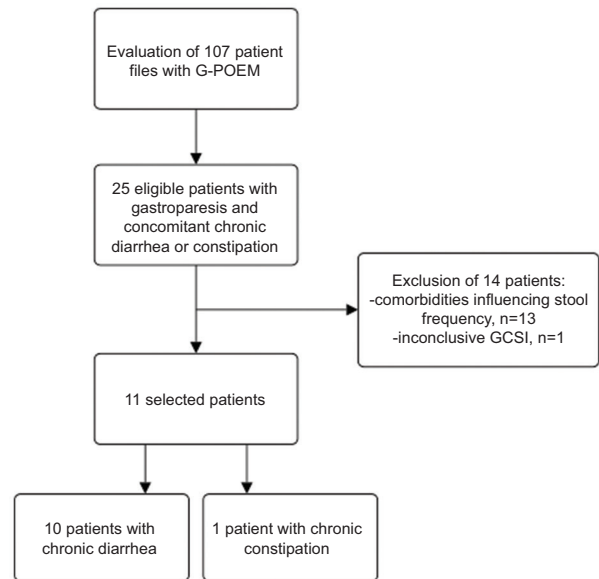 Evaluation of 107 patient
files with G-POEM
25 eligible patients with
gastroparesis and
concomitant chronic
diarrhea or constipation
Exclusion of 14 patients:
-comorbidities influencing stool
frequency, n=13
-inconclusive GCSI, n=1
11 selected patients
10 patients with
chronic diarrhea
1 patient with chronic
constipation